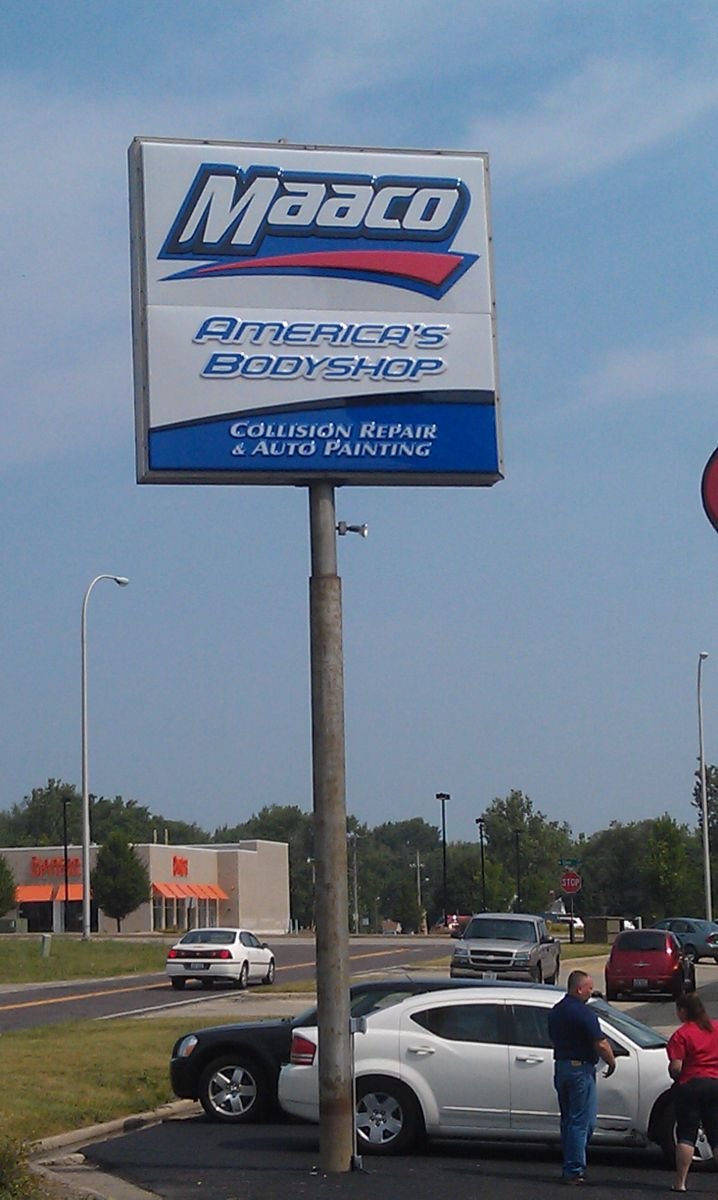 Maaco
America's
Bodyshop
Collision Repair
& Auto Painting
STOP